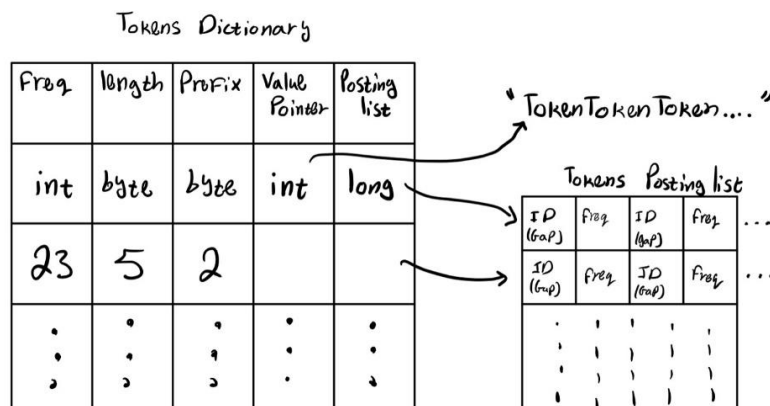 Tokens Dictionary
Freq length Prefix Value Pointer Posting list
"TokenTokenToken...."
int byte byte int long
Tokens Posting list
ID (Gap) freq ID (gap) freq ...
23 5 2
ID (Gap) freq ID (Gap) freq ...